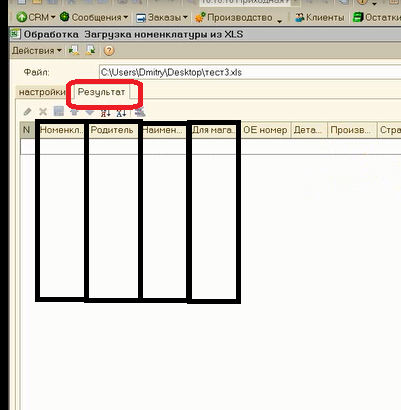 CRM Сообщения Заказы Производство Клиенты Остатки
Обработка Загрузка номенклатуры из XLS
Действия
Файл: C:\Users\Dmitry\Desktop\тест3.xls
настройки Результат
N Номенкл... Родитель Наимен... Для мага... OE номер Дета... Произв... Стра